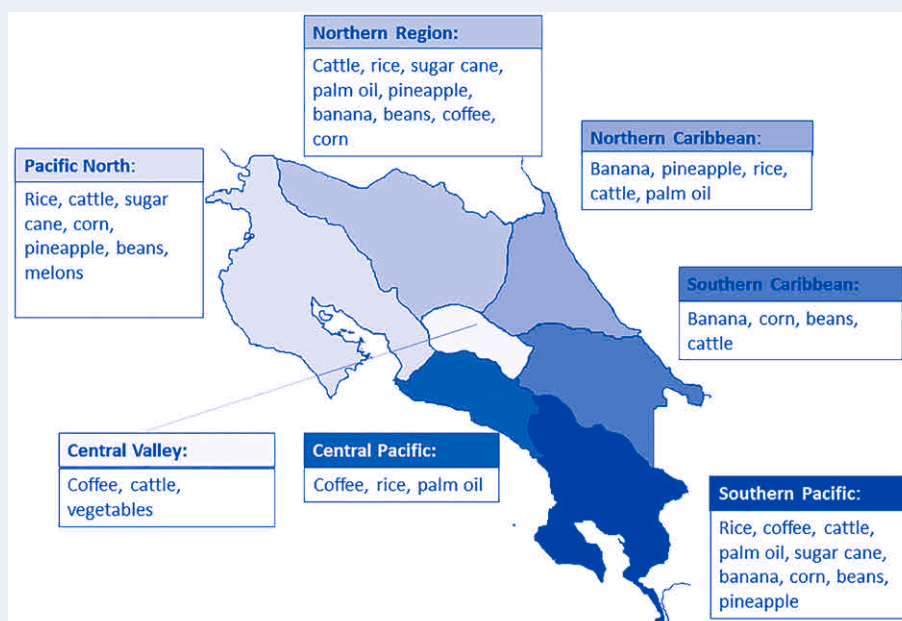 Northern Region:
Cattle, rice, sugar cane,
palm oil, pineapple,
banana, beans, coffee,
corn
Northern Caribbean:
Banana, pineapple, rice,
cattle, palm oil
Pacific North:
Rice, cattle, sugar
cane, corn,
pineapple, beans,
melons
Southern Caribbean:
Banana, corn, beans,
cattle
Central Valley:
Coffee, cattle,
vegetables
Central Pacific:
Coffee, rice, palm oil
Southern Pacific:
Rice, coffee, cattle,
palm oil, sugar cane,
banana, corn, beans,
pineapple